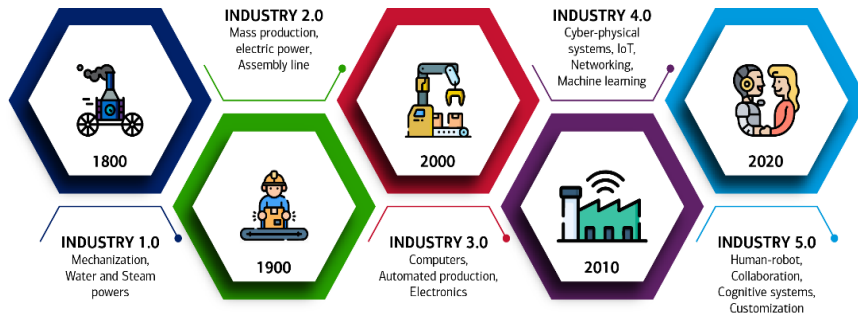 INDUSTRY 1.0
Mechanization,
Water and Steam
powers
1800
INDUSTRY 2.0
Mass production,
electric power,
Assembly line
1900
INDUSTRY 3.0
Computers,
Automated production,
Electronics
2000
INDUSTRY 4.0
Cyber-physical
systems, IoT,
Networking,
Machine learning
2010
INDUSTRY 5.0
Human-robot,
Collaboration,
Cognitive systems,
Customization
2020